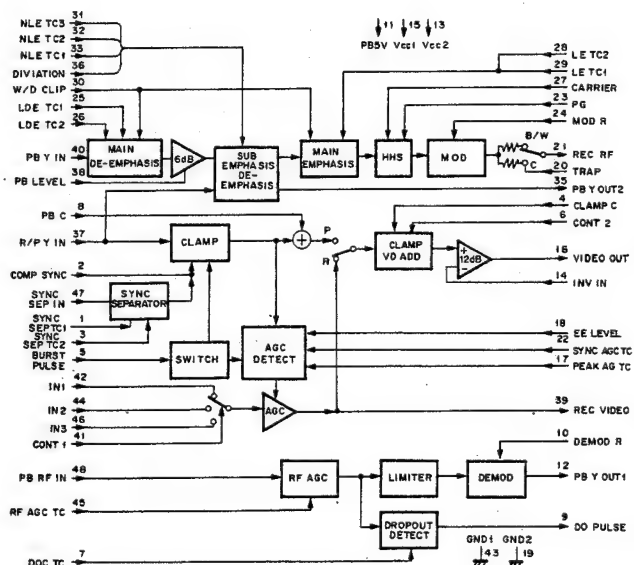 31
NLE TC3
32
NLE TC2
33
NLE TC1
36
DIVIATION
30
W/D CLIP
25
LDE TC1
26
LDE TC2
40
PB Y IN
38
PB LEVEL
8
PB C
37
R/P Y IN
2
COMP SYNC
47
SYNC
SEP IN
1
SYNC
SEPTC1
3
SYNC
SEP TC2
5
BURST
PULSE
42
IN1
44
IN2
46
IN3
41
CONT 1
48
PB RF IN
45
RF AGC TC
7
DOC TC
11 15 13
PB5V Vcc1 Vcc2
MAIN
DE-EMPHASIS
6dB
SUB
EMPHASIS
DE-
EMPHASIS
MAIN
EMPHASIS
HHS
MOD
B/W
C
CLAMP
+
P
R
CLAMP
VD ADD
+
12dB
-
SYNC
SEPARATOR
SWITCH
AGC
DETECT
AGC
RF AGC
LIMITER
DEMOD
DROPOUT
DETECT
GND1 GND2
43 19
28
LE TC2
29
LE TC1
27
CARRIER
23
PG
24
MOD R
21
REC RF
20
TRAP
35
PB Y OUT2
4
CLAMP C
6
CONT 2
16
VIDEO OUT
14
INV IN
18
EE LEVEL
22
SYNC AGC TC
17
PEAK AG TC
39
REC VIDEO
10
DEMOD R
12
PB Y OUT1
9
DO PULSE